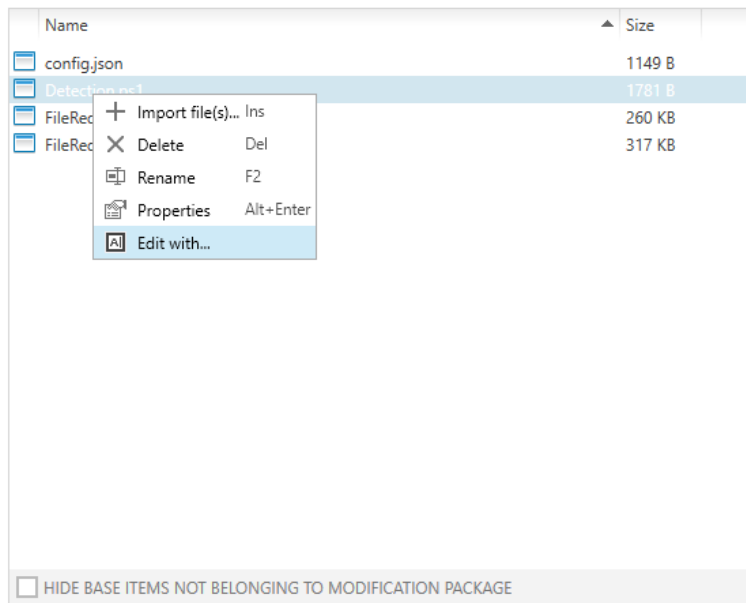 Name Size
config.json 1149 B
Detection.ps1 1781 B
FileRec 260 KB
FileRec 317 KB
Import file(s)... Ins
Delete Del
Rename F2
Properties Alt+Enter
Edit with...
HIDE BASE ITEMS NOT BELONGING TO MODIFICATION PACKAGE